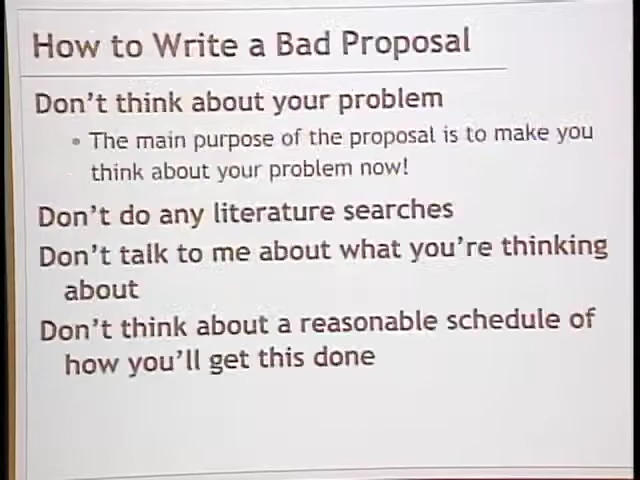 How to Write a Bad Proposal
Don't think about your problem
• The main purpose of the proposal is to make you
think about your problem now!
Don't do any literature searches
Don't talk to me about what you're thinking
about
Don't think about a reasonable schedule of
how you'll get this done